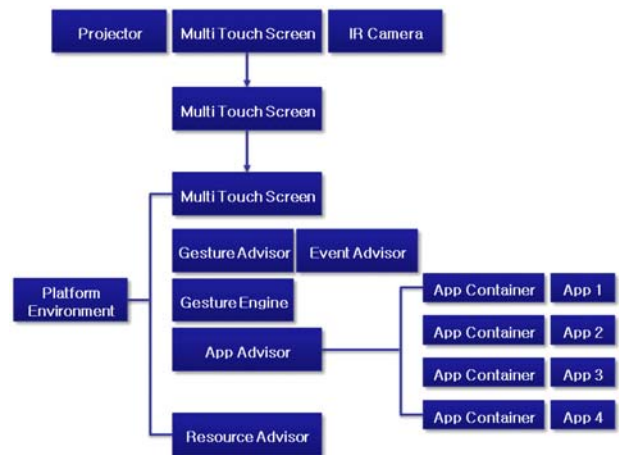 Projector
Multi Touch Screen
IR Camera
Multi Touch Screen
Multi Touch Screen
Gesture Advisor
Event Advisor
Platform
Environment
Gesture Engine
App Advisor
Resource Advisor
App Container
App 1
App Container
App 2
App Container
App 3
App Container
App 4